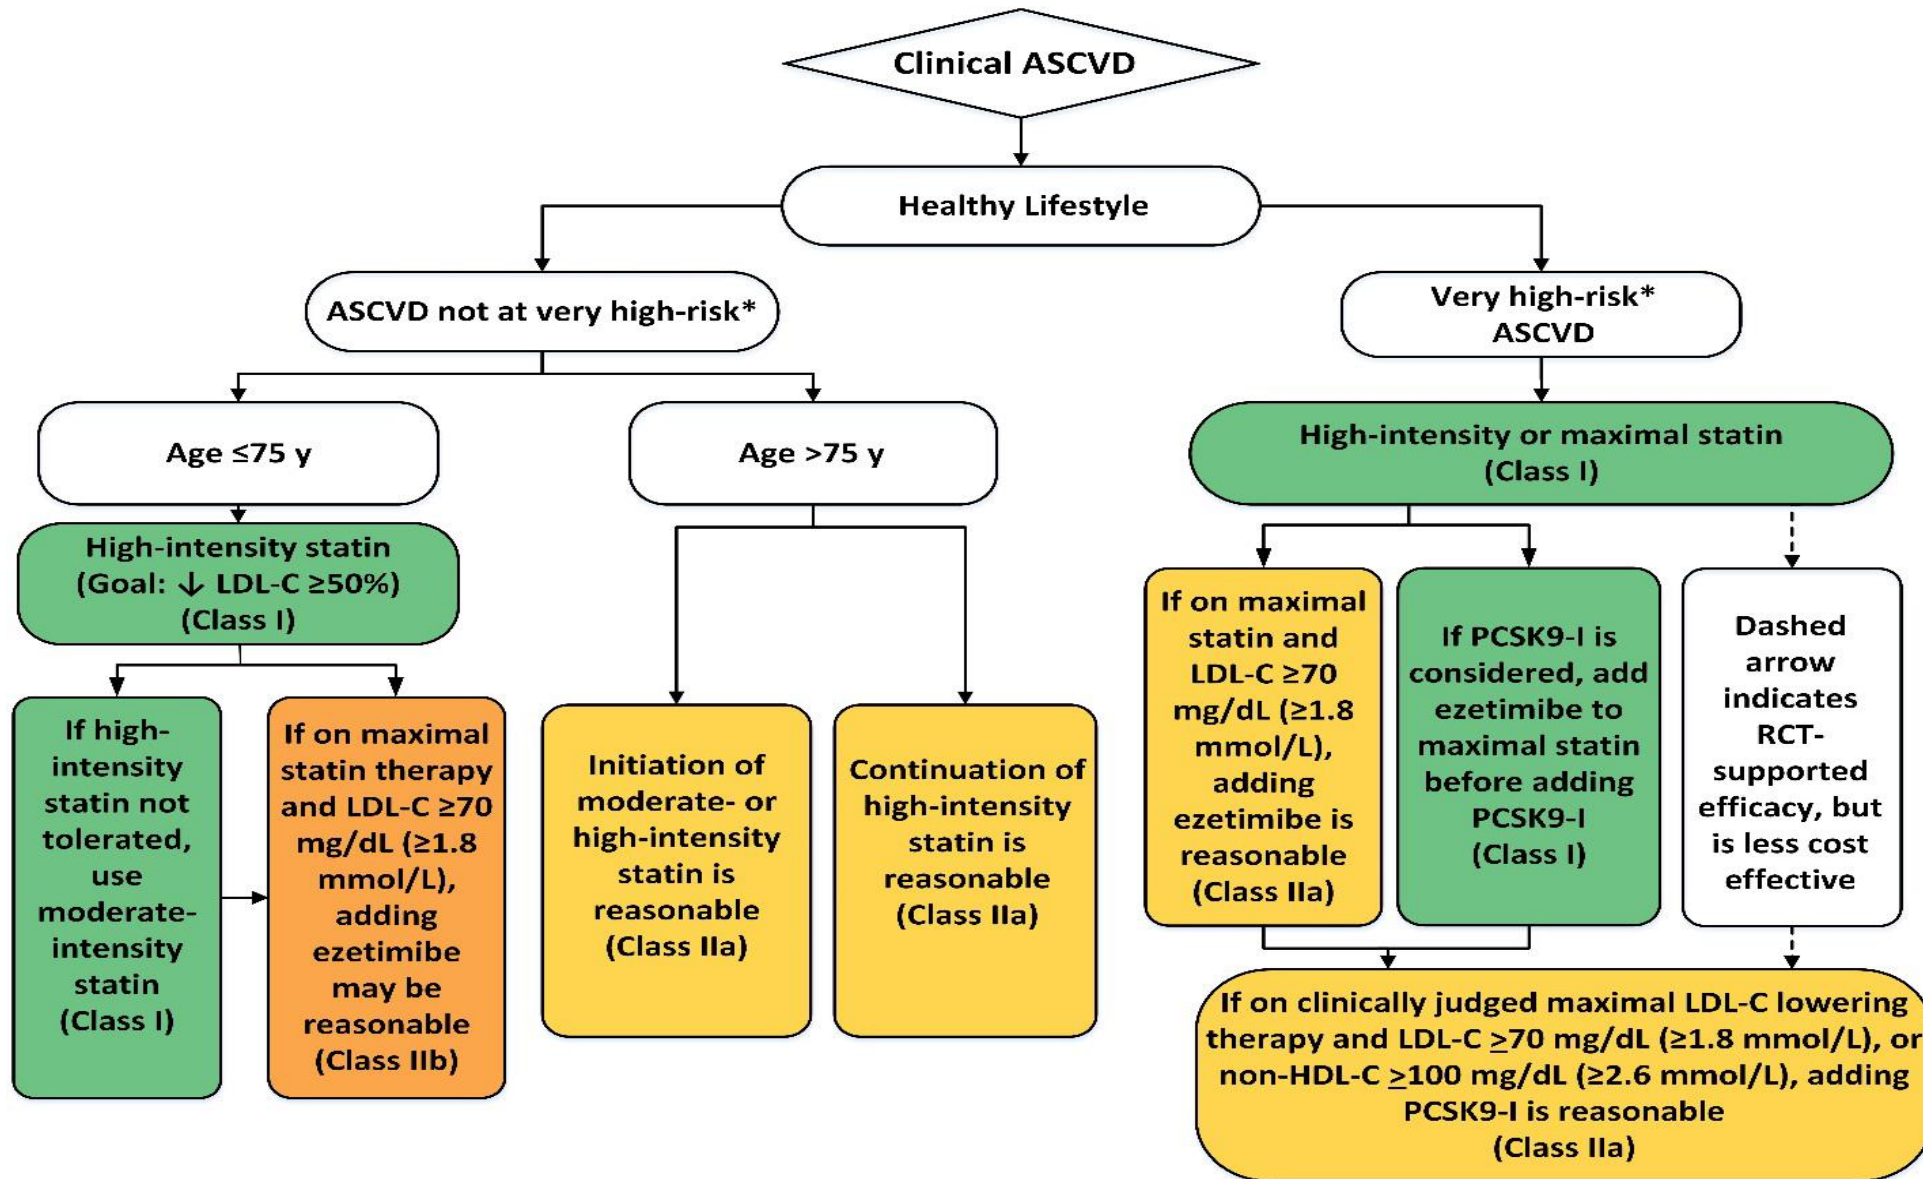 Clinical ASCVD
Healthy Lifestyle
ASCVD not at very high-risk*
Very high-risk*
ASCVD
Age ≤75 y
Age >75 y
High-intensity or maximal statin
(Class I)
High-intensity statin
(Goal: ↓ LDL-C ≥50%)
(Class I)
If high-
intensity
statin not
tolerated,
use
moderate-
intensity
statin
(Class I)
If on maximal
statin therapy
and LDL-C ≥70
mg/dL (≥1.8
mmol/L),
adding
ezetimibe
may be
reasonable
(Class IIb)
Initiation of
moderate- or
high-intensity
statin is
reasonable
(Class IIa)
Continuation of
high-intensity
statin is
reasonable
(Class IIa)
If on maximal
statin and
LDL-C ≥70
mg/dL (≥1.8
mmol/L),
adding
ezetimibe is
reasonable
(Class IIa)
If PCSK9-I is
considered, add
ezetimibe to
maximal statin
before adding
PCSK9-I
(Class I)
Dashed
arrow
indicates
RCT-
supported
efficacy, but
is less cost
effective
If on clinically judged maximal LDL-C lowering
therapy and LDL-C ≥70 mg/dL (≥1.8 mmol/L), or
non-HDL-C ≥100 mg/dL (≥2.6 mmol/L), adding
PCSK9-I is reasonable
(Class IIa)